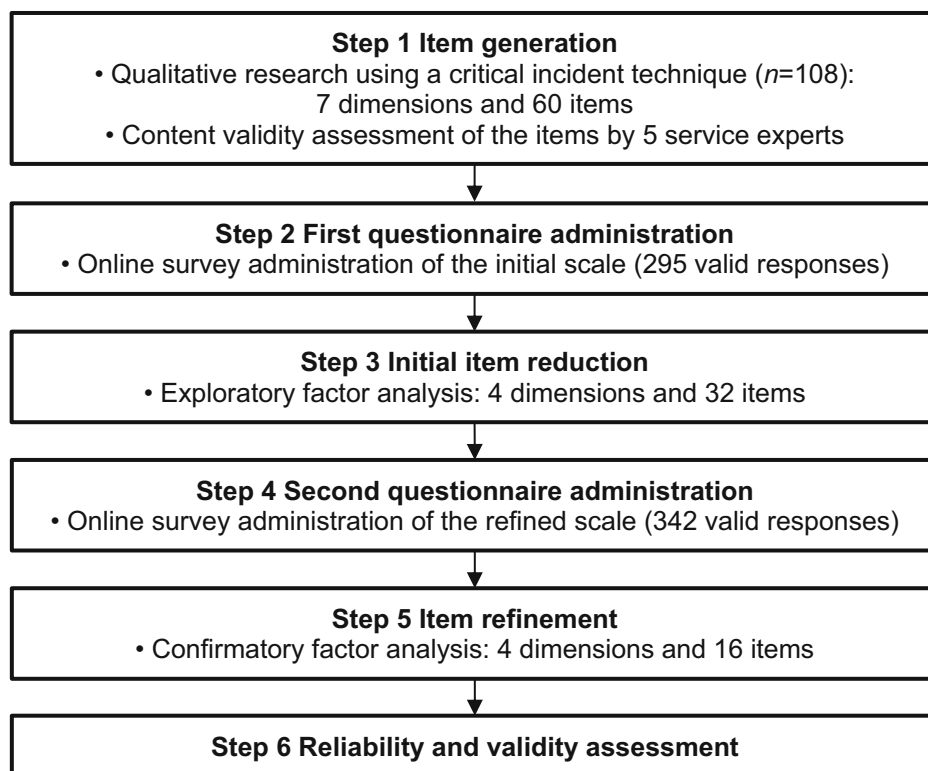 Step 1 Item generation
• Qualitative research using a critical incident technique (n=108):
7 dimensions and 60 items
• Content validity assessment of the items by 5 service experts
Step 2 First questionnaire administration
• Online survey administration of the initial scale (295 valid responses)
Step 3 Initial item reduction
• Exploratory factor analysis: 4 dimensions and 32 items
Step 4 Second questionnaire administration
• Online survey administration of the refined scale (342 valid responses)
Step 5 Item refinement
• Confirmatory factor analysis: 4 dimensions and 16 items
Step 6 Reliability and validity assessment